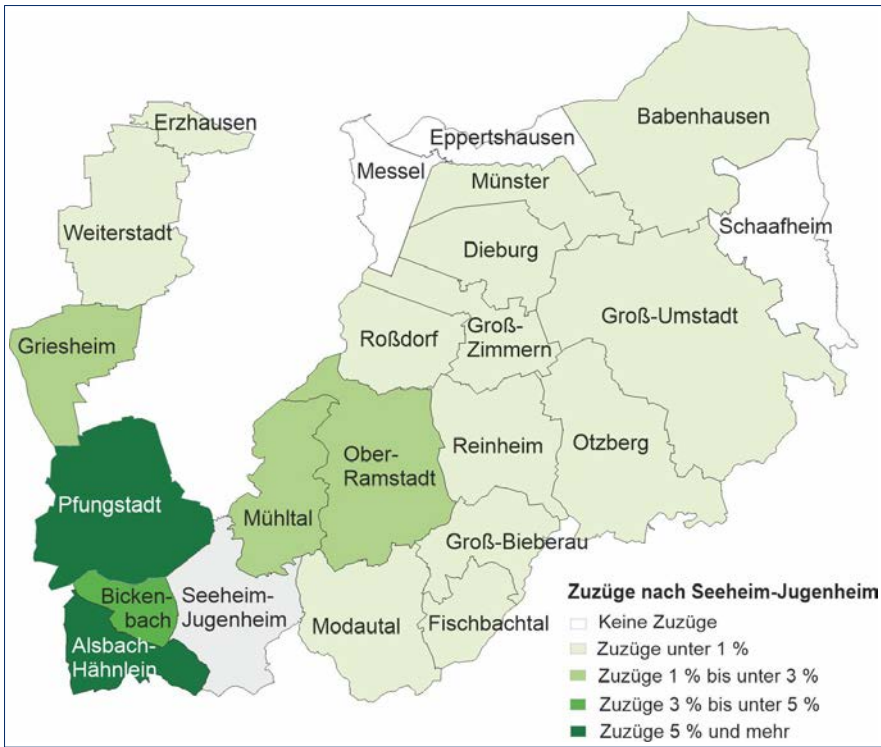 Babenhausen
Erzhausen
Eppertshausen
Messel
Münster
Schaafheim
Weiterstadt
Dieburg
Groß-Umstadt
Griesheim
Roßdorf
Groß-
Zimmern
Reinheim
Otzberg
Ober-
Ramstadt
Pfungstadt
Mühltal
Groß-Bieberau
Bicken-
bach
Seeheim-
Jugenheim
Modautal
Fischbachtal
Alsbach-
Hähnlein
Zuzüge nach Seeheim-Jugenheim
Keine Zuzüge
Zuzüge unter 1 %
Zuzüge 1 % bis unter 3 %
Zuzüge 3 % bis unter 5 %
Zuzüge 5 % und mehr